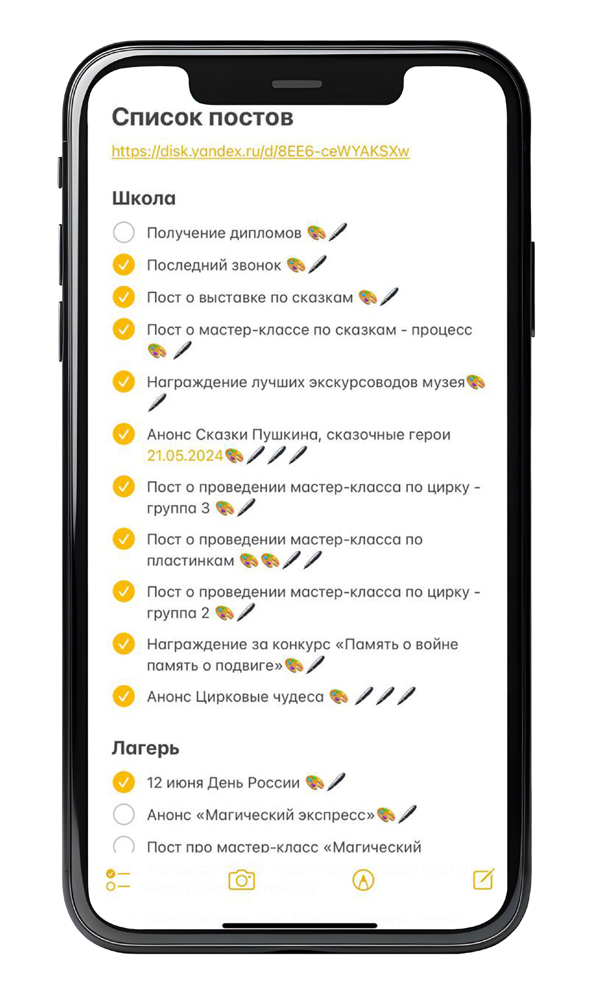 Список постов
https://disk.yandex.ru/d/8EE6-ceWYAKSXw
Школа
Получение дипломов 🎨🖊
Последний звонок 🎨🖊
Пост о выставке по сказкам 🎨🖊
Пост о мастер-классе по сказкам - процесс
🎨 🖊
Награждение лучших экскурсоводов музея🎨
🖊
Анонс Сказки Пушкина, сказочные герои
21.05.2024🎨🖊🖊🖊
Пост о проведении мастер-класса по цирку -
группа 3 🎨🖊
Пост о проведении мастер-класса по
пластинкам 🎨🎨🖊🖊
Пост о проведении мастер-класса по цирку -
группа 2 🎨🖊
Награждение за конкурс «Память о войне
память о подвиге»🎨🖊
Анонс Цирковые чудеса 🎨 🖊🖊🖊
Лагерь
12 июня День России 🎨🖊
Анонс «Магический экспресс»🎨🖊
Пост про мастер-класс «Магический